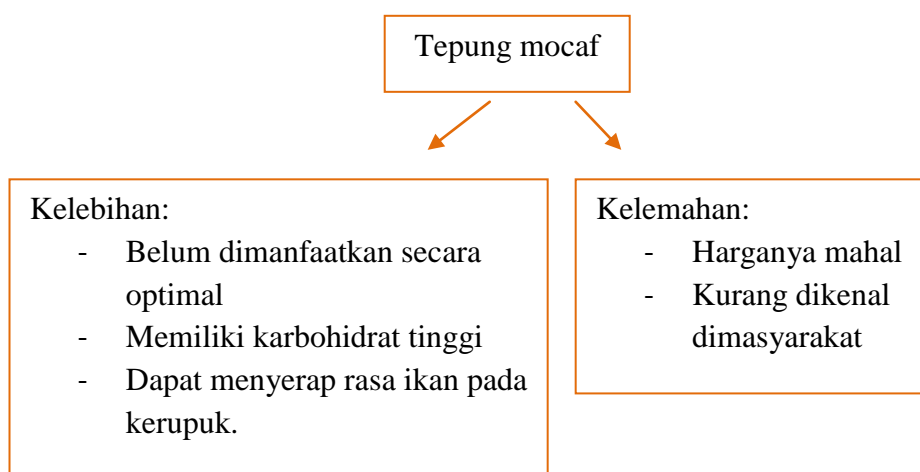 Tepung mocaf
Kelebihan:
- Belum dimanfaatkan secara
optimal
- Memiliki karbohidrat tinggi
- Dapat menyerap rasa ikan pada
kerupuk.
Kelemahan:
- Harganya mahal
- Kurang dikenal
dimasyarakat